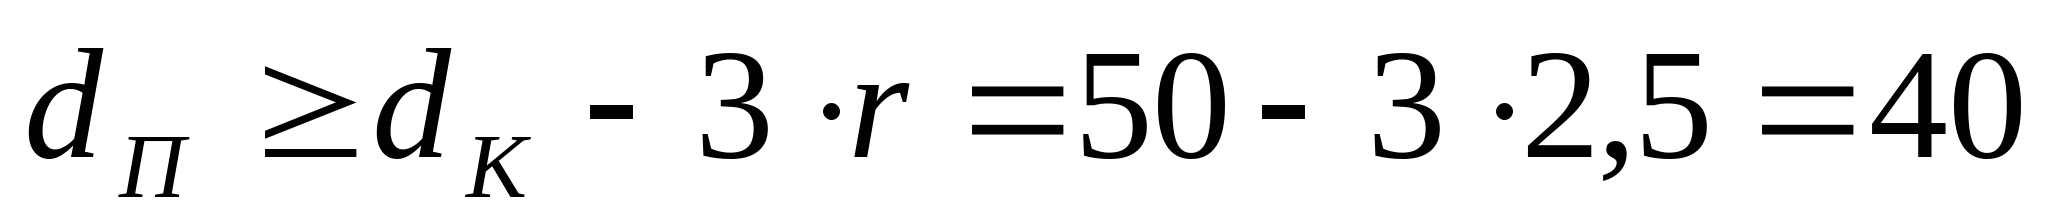 d_П ≥ d_К - 3 · r = 50 - 3 · 2,5 = 40